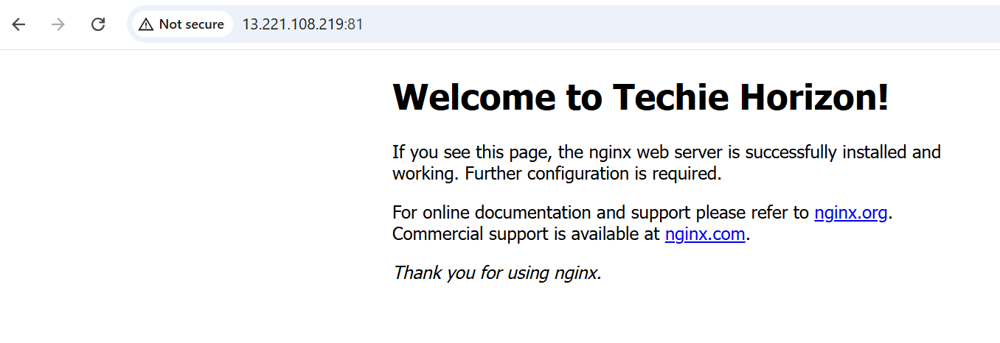 Not secure 13.221.108.219:81
Welcome to Techie Horizon!
If you see this page, the nginx web server is successfully installed and
working. Further configuration is required.
For online documentation and support please refer to nginx.org.
Commercial support is available at nginx.com.
Thank you for using nginx.